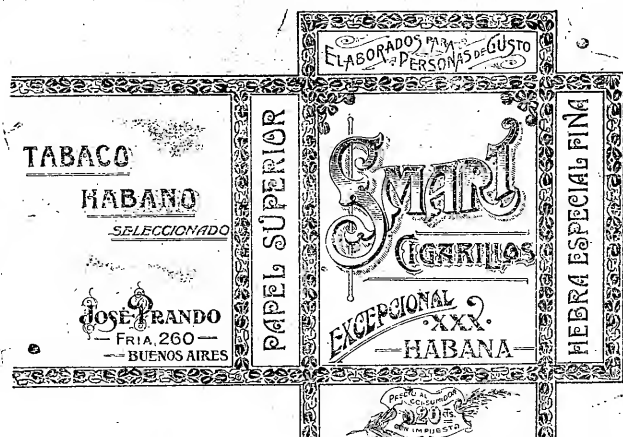 ELABORADOS PARA
PERSONAS DE GUSTO
TABACO
HABANO
SELECCIONADO
JOSÉ PRANDO
— FRIA, 260 —
— BUENOS AIRES
PAPEL SUPERIOR
SMART
CIGARILLOS
EXCEPCIONAL
·XXX·
— HABANA —
HEBRA ESPECIAL FINA
PRECIO AL
CONSUMIDOR
$20 CTS.
CON IMPUESTO